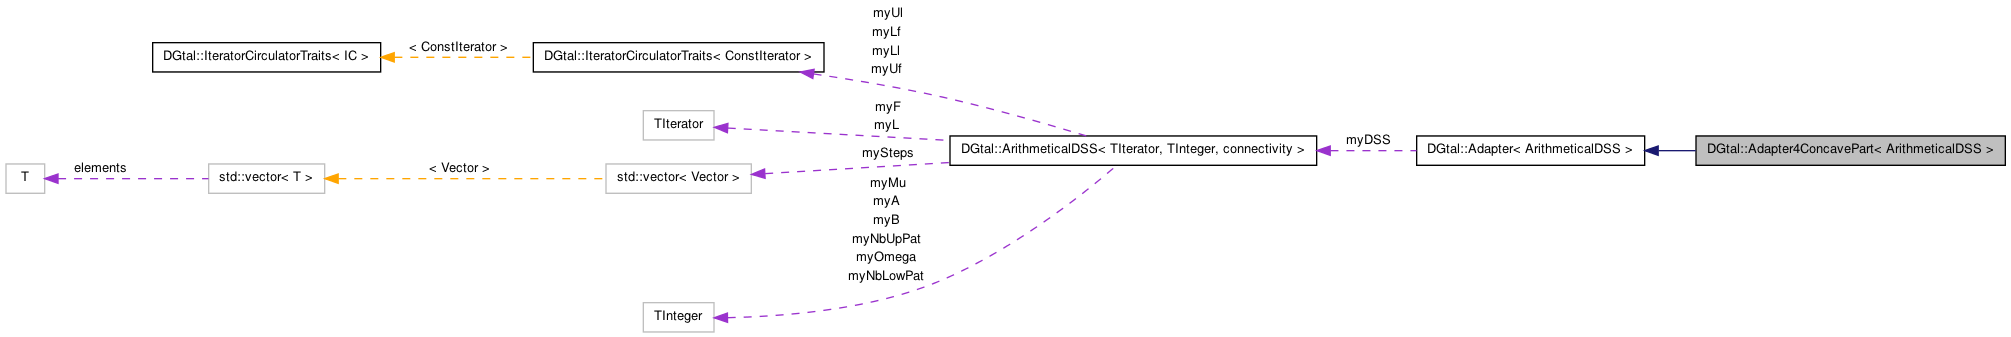 myUl
myLf
myLl
myUf
DGtal::IteratorCirculatorTraits< IC >
< ConstIterator >
DGtal::IteratorCirculatorTraits< ConstIterator >
myF
myL
TIterator
mySteps
DGtal::ArithmeticalDSS< TIterator, TInteger, connectivity >
myDSS
DGtal::Adapter< ArithmeticalDSS >
DGtal::Adapter4ConcavePart< ArithmeticalDSS >
T
elements
std::vector< T >
< Vector >
std::vector< Vector >
myMu
myA
myB
myNbUpPat
myOmega
myNbLowPat
TInteger